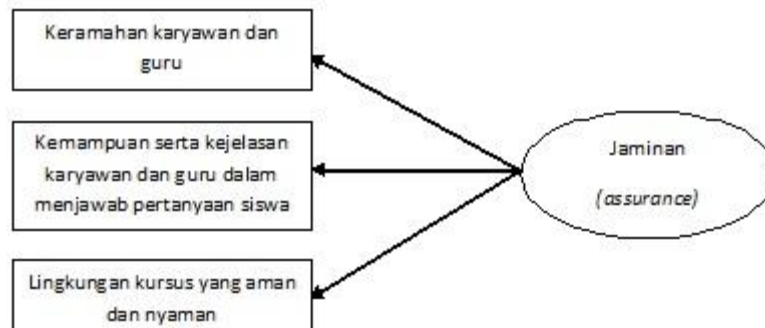 Keramahan karyawan dan
guru
Kemampuan serta kejelasan
karyawan dan guru dalam
menjawab pertanyaan siswa
Lingkungan kursus yang aman
dan nyaman
Jaminan
(assurance)